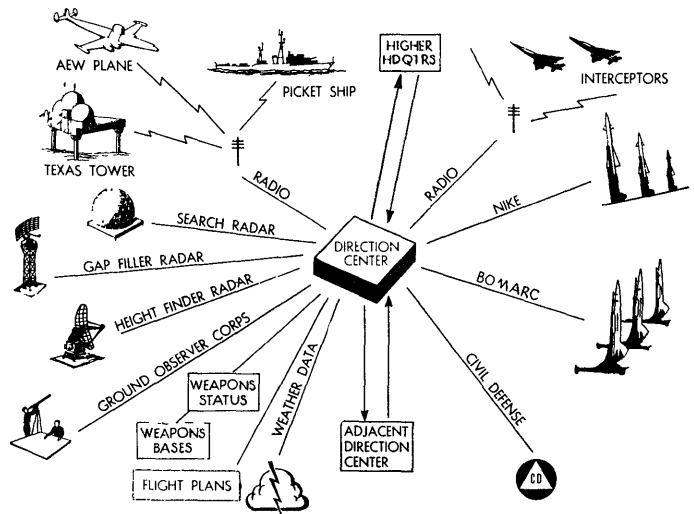 AEW PLANE
PICKET SHIP
HIGHER
HDQTRS
INTERCEPTORS
TEXAS TOWER
RADIO
RADIO
NIKE
SEARCH RADAR
DIRECTION
CENTER
GAP FILLER RADAR
BOMARC
HEIGHT FINDER RADAR
GROUND OBSERVER CORPS
WEAPONS
STATUS
WEATHER DATA
CIVIL DEFENSE
WEAPONS
BASES
ADJACENT
DIRECTION
CENTER
FLIGHT PLANS
CD